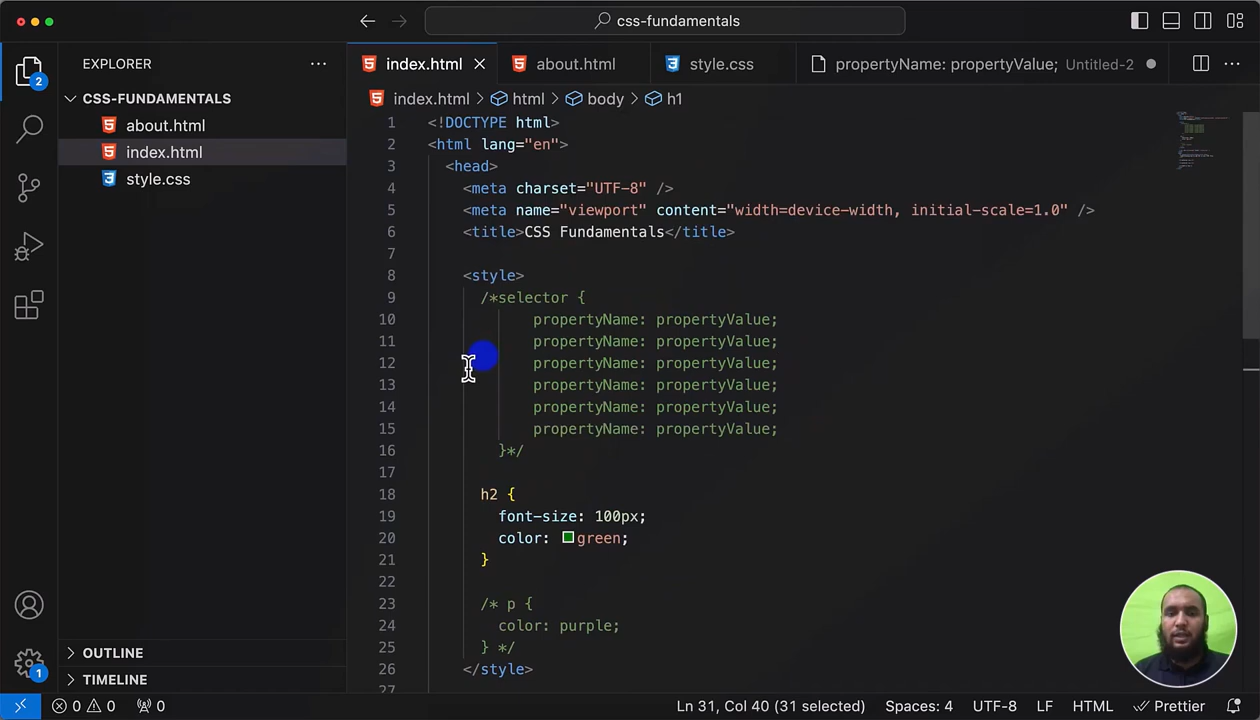 css-fundamentals
2
EXPLORER
CSS-FUNDAMENTALS
about.html
index.html
style.css
OUTLINE
TIMELINE
1
index.html
about.html
style.css
propertyName: propertyValue; Untitled-2
index.html > html > body > h1
1 <!DOCTYPE html>
2 <html lang="en">
3 <head>
4 <meta charset="UTF-8" />
5 <meta name="viewport" content="width=device-width, initial-scale=1.0" />
6 <title>CSS Fundamentals</title>
7
8 <style>
9 /*selector {
10 propertyName: propertyValue;
11 propertyName: propertyValue;
12 propertyName: propertyValue;
13 propertyName: propertyValue;
14 propertyName: propertyValue;
15 propertyName: propertyValue;
16 }*/
17
18 h2 {
19 font-size: 100px;
20 color: green;
21 }
22
23 /* p {
24 color: purple;
25 } */
26 </style>
27
0 0 0 Ln 31, Col 40 (31 selected) Spaces: 4 UTF-8 LF HTML Prettier